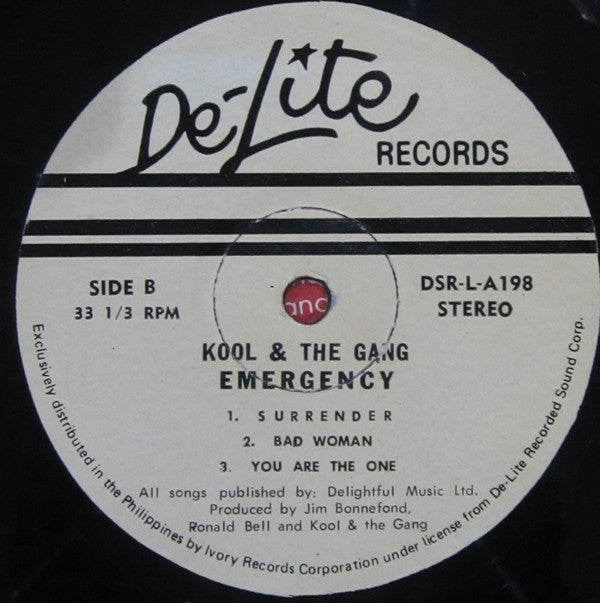 De-Lite
RECORDS
SIDE B
33 1/3 RPM
DSR-L-A198
STEREO
and
KOOL & THE GANG
EMERGENCY
1. SURRENDER
2. BAD WOMAN
3. YOU ARE THE ONE
All songs published by: Delightful Music Ltd.
Produced by Jim Bonnefond,
Ronald Bell and Kool & the Gang
Exclusively distributed in the Philippines by Ivory Records Corporation under license from De-Lite Recorded Sound Corp.